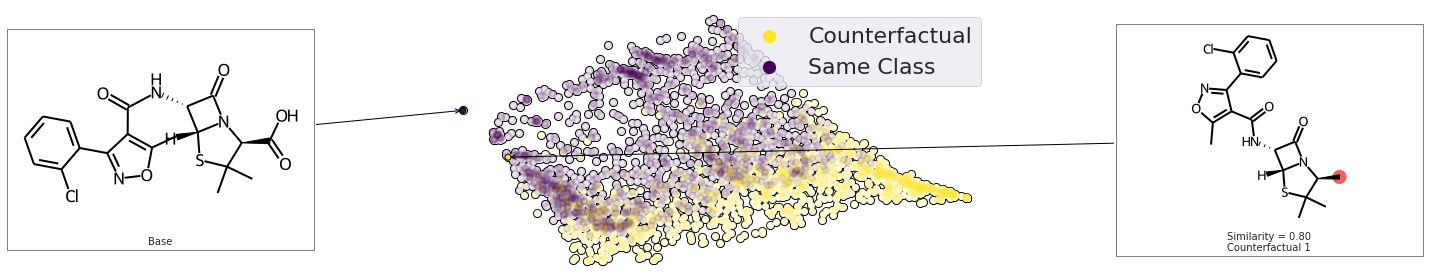 O
H
N
O
N
OH
H
S
O
N
O
Cl
Base
Counterfactual
Same Class
Cl
N
O
O
HN
O
H
N
S
Similarity = 0.80
Counterfactual 1